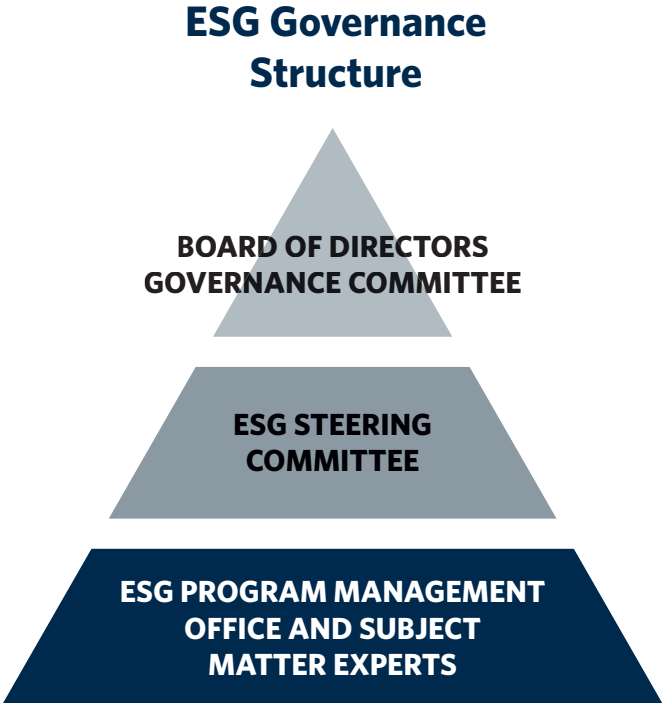 ESG Governance
Structure
BOARD OF DIRECTORS
GOVERNANCE COMMITTEE
ESG STEERING
COMMITTEE
ESG PROGRAM MANAGEMENT
OFFICE AND SUBJECT
MATTER EXPERTS